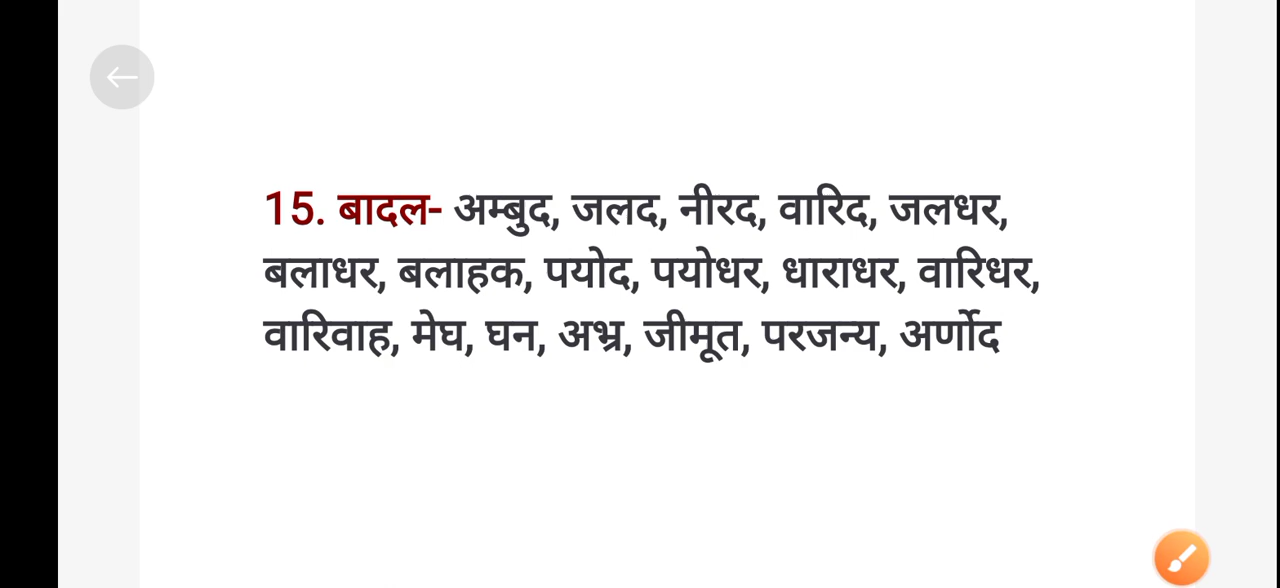 15. बादल- अम्बुद, जलद, नीरद, वारिद, जलधर,
बलाधर, बलाहक, पयोद, पयोधर, धाराधर, वारिधर,
वारिवाह, मेघ, घन, अभ्र, जीमूत, परजन्य, अर्णोद